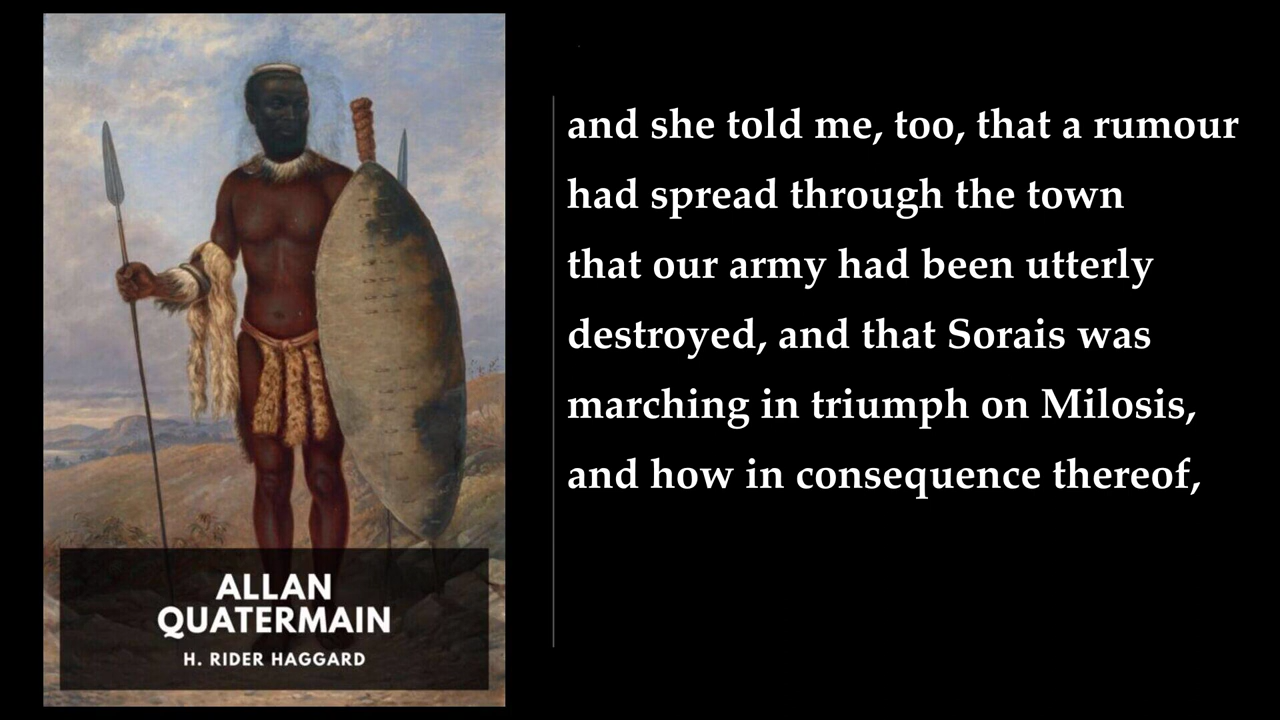 ALLAN
QUATERMAIN
H. RIDER HAGGARD
and she told me, too, that a rumour
had spread through the town
that our army had been utterly
destroyed, and that Sorais was
marching in triumph on Milosis,
and how in consequence thereof,